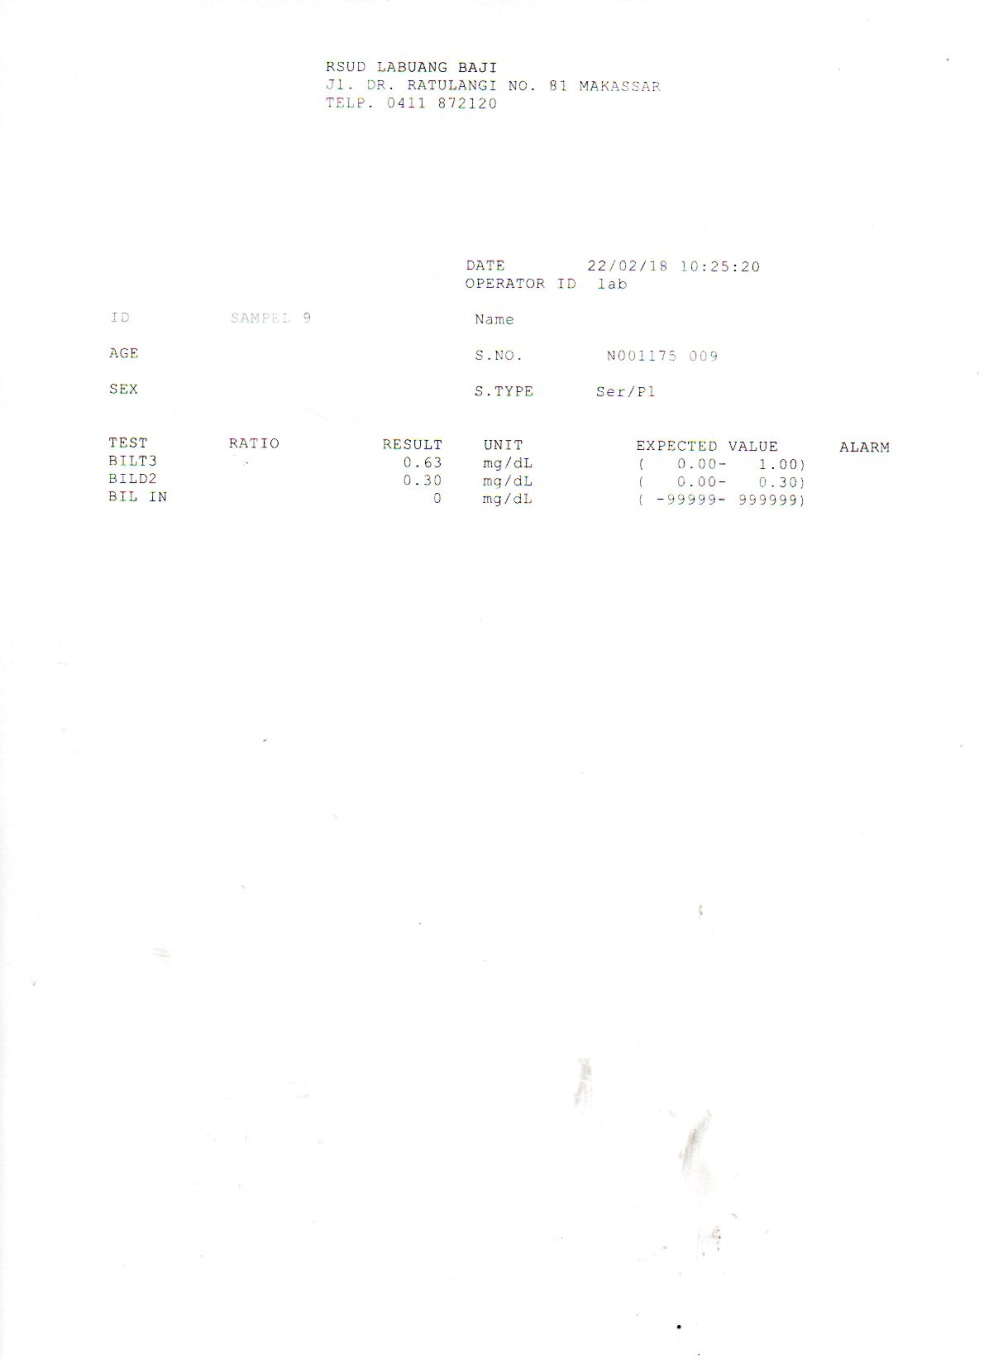 RSUD LABUANG BAJI
Jl. DR. RATULANGI NO. 81 MAKASSAR
TELP. 0411 872120
DATE 22/02/18 10:25:20
OPERATOR ID lab
ID SAMPEL 9 Name
AGE S.NO. N001175 009
SEX S.TYPE Ser/Pl
TEST RATIO RESULT UNIT EXPECTED VALUE ALARM
BILT3 0.63 mg/dL ( 0.00- 1.00)
BILD2 0.30 mg/dL ( 0.00- 0.30)
BIL IN 0 mg/dL ( -99999- 999999)